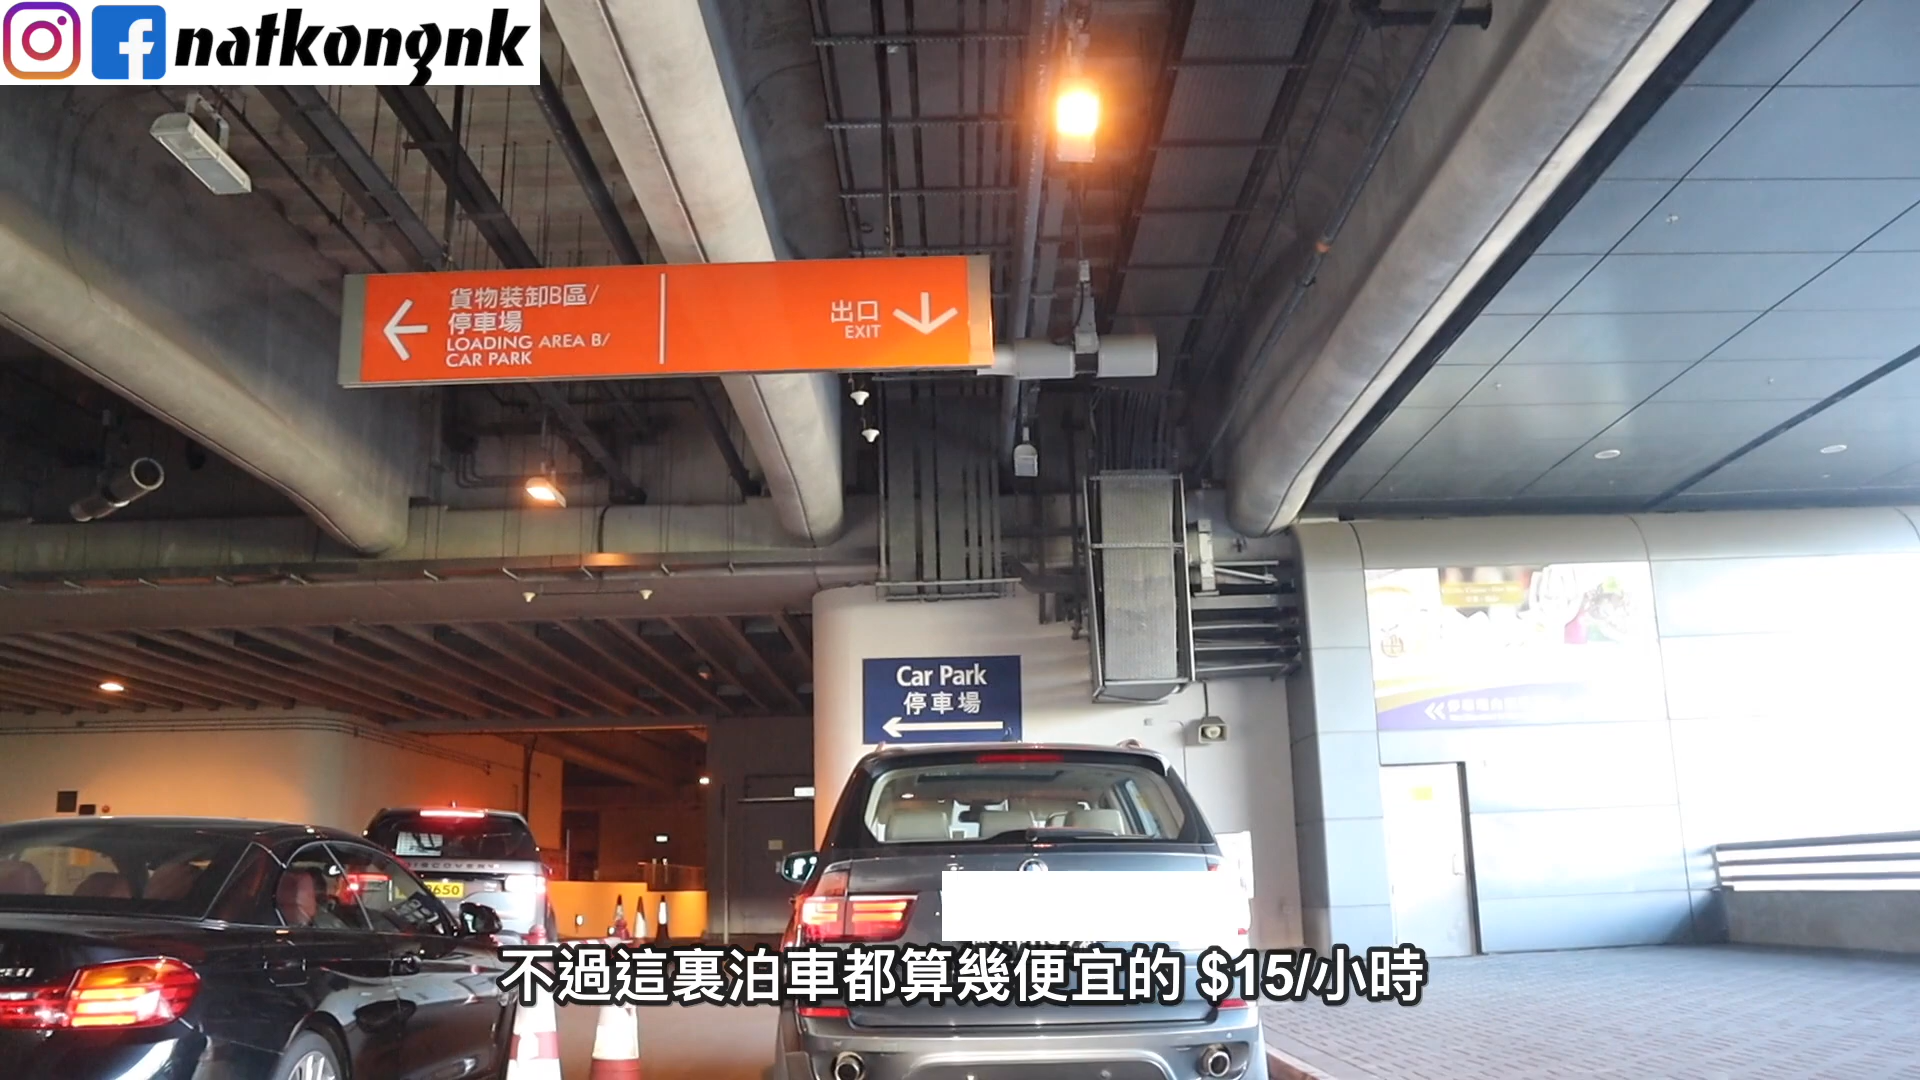 natkongnk
貨物裝卸B區/
停車場
LOADING AREA B/
CAR PARK
出口
EXIT
Car Park
停車場
DISCOVERY
不過這裏泊車都算幾便宜的 $15/小時